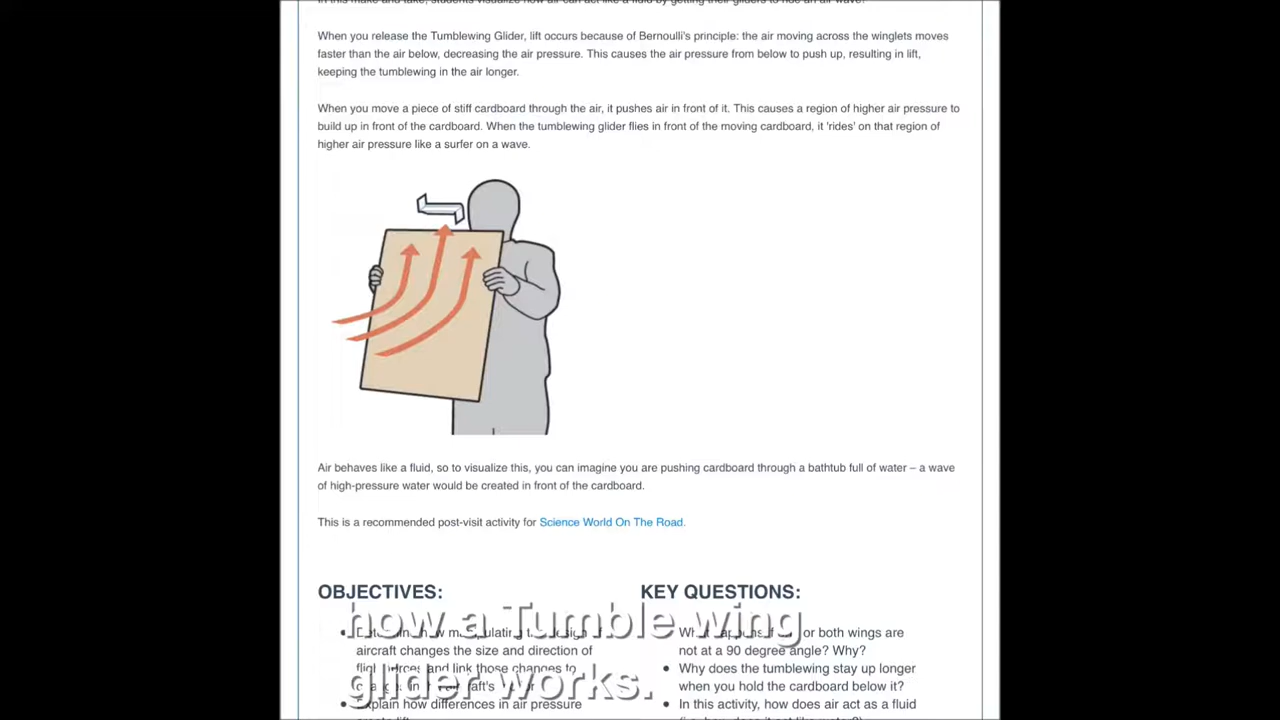 When you release the Tumblewing Glider, lift occurs because of Bernoulli's principle: the air moving across the winglets moves
faster than the air below, decreasing the air pressure. This causes the air pressure from below to push up, resulting in lift,
keeping the tumblewing in the air longer.
When you move a piece of stiff cardboard through the air, it pushes air in front of it. This causes a region of higher air pressure to
build up in front of the cardboard. When the tumblewing glider flies in front of the moving cardboard, it 'rides' on that region of
higher air pressure like a surfer on a wave.
Air behaves like a fluid, so to visualize this, you can imagine you are pushing cardboard through a bathtub full of water – a wave
of high-pressure water would be created in front of the cardboard.
This is a recommended post-visit activity for Science World On The Road.
OBJECTIVES:
aircraft changes the size and direction of
and link those changes to
• Explain how differences in air pressure
KEY QUESTIONS:
or both wings are
not at a 90 degree angle? Why?
• Why does the tumblewing stay up longer
when you hold the cardboard below it?
• In this activity, how does air act as a fluid
how a Tumble wing
glider works.